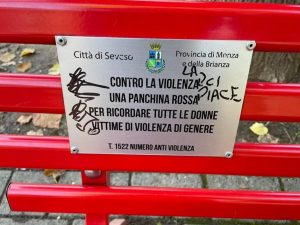 Città di Seveso
Provincia di Monza
e della Brianza
CONTRO LA VIOLENZA
UNA PANCHINA ROSSA
PER RICORDARE TUTTE LE DONNE
VITTIME DI VIOLENZA DI GENERE
T. 1522 NUMERO ANTI VIOLENZA
CI
PIACE